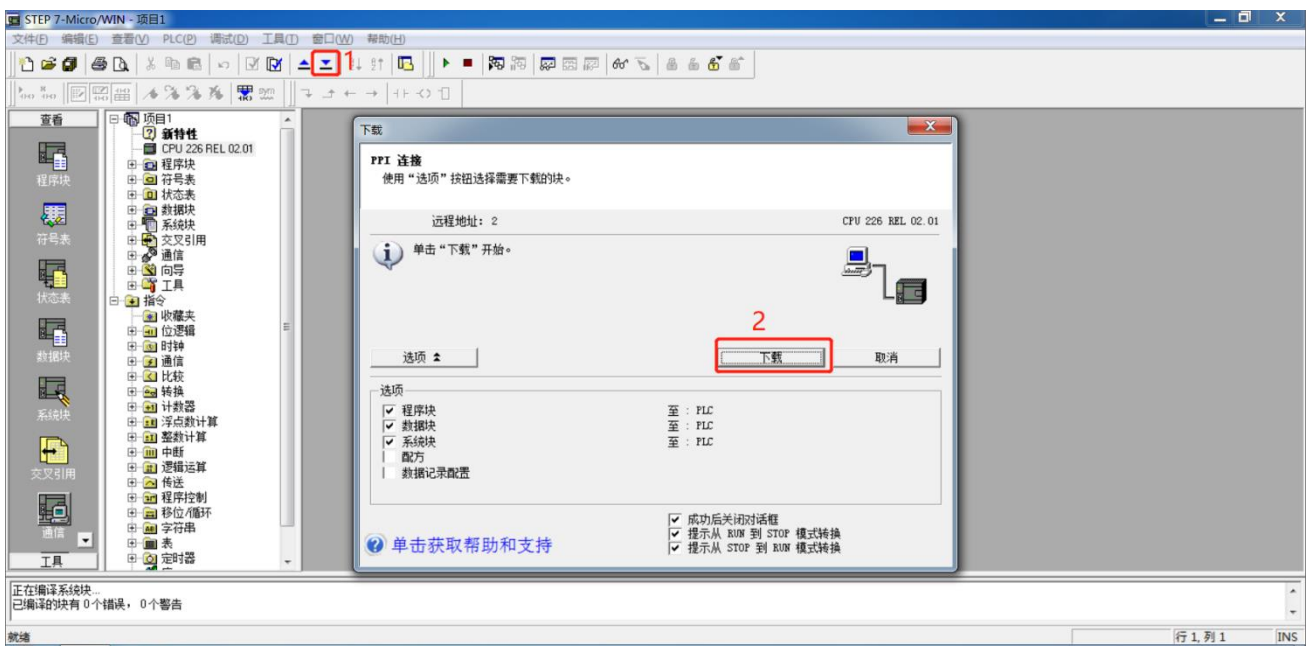 STEP 7-Micro/WIN - 项目1
文件(F) 编辑(E) 查看(V) PLC(P) 调试(D) 工具(T) 窗口(W) 帮助(H)
1
查看
程序块
符号表
状态表
数据块
系统块
交叉引用
通信
工具
项目1
新特性
CPU 226 REL 02.01
程序块
符号表
状态表
数据块
系统块
交叉引用
通信
向导
工具
指令
收藏夹
位逻辑
时钟
通信
比较
转换
计数器
浮点数计算
整数计算
中断
逻辑运算
传送
程序控制
移位/循环
字符串
表
定时器
下载
PPI 连接
使用“选项”按钮选择需要下载的块。
远程地址: 2 CPU 226 REL 02.01
单击“下载”开始。
2
选项 下载 取消
选项
程序块 至 : PLC
数据块 至 : PLC
系统块 至 : PLC
配方
数据记录配置
成功后关闭对话框
提示从 RUN 到 STOP 模式转换
提示从 STOP 到 RUN 模式转换
单击获取帮助和支持
正在编译系统块...
已编译的块有 0个错误, 0个警告
就绪 行 1, 列 1 INS